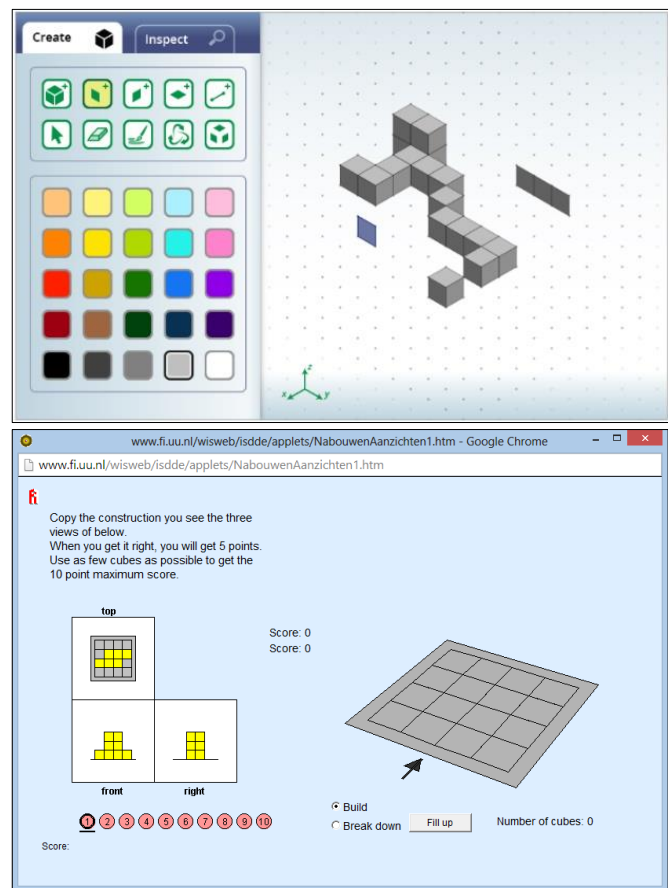 Create
Inspect
z
x
y
www.fi.uu.nl/wisweb/isdde/applets/NabouwenAanzichten1.htm - Google Chrome
www.fi.uu.nl/wisweb/isdde/applets/NabouwenAanzichten1.htm
fi
Copy the construction you see the three
views of below.
When you get it right, you will get 5 points.
Use as few cubes as possible to get the
10 point maximum score.
top
Score: 0
Score: 0
front right
Build
Break down
Fill up
Number of cubes: 0
1 2 3 4 5 6 7 8 9 10
Score: